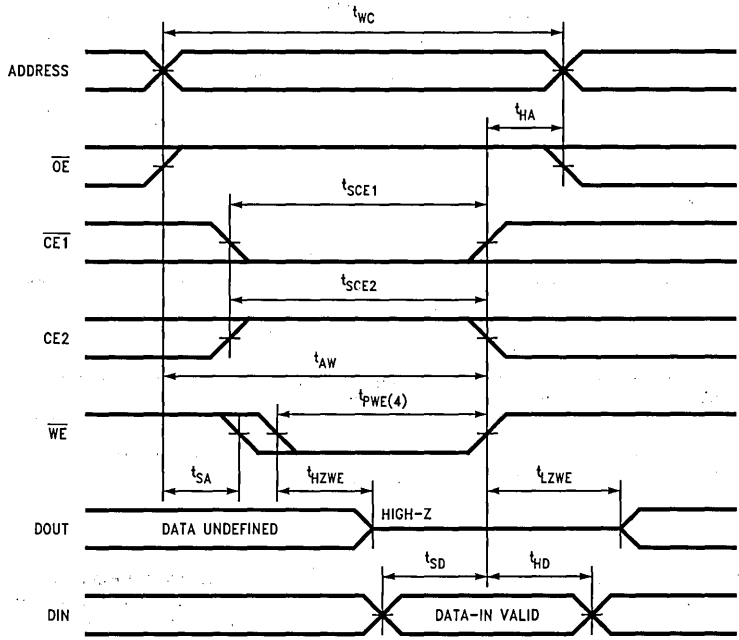 tWC
ADDRESS
tHA
OE
tSCE1
CE1
tSCE2
CE2
tAW
tPWE(4)
WE
tSA
tHZWE
tLZWE
HIGH-Z
DOUT
DATA UNDEFINED
tSD
tHD
DIN
DATA-IN VALID